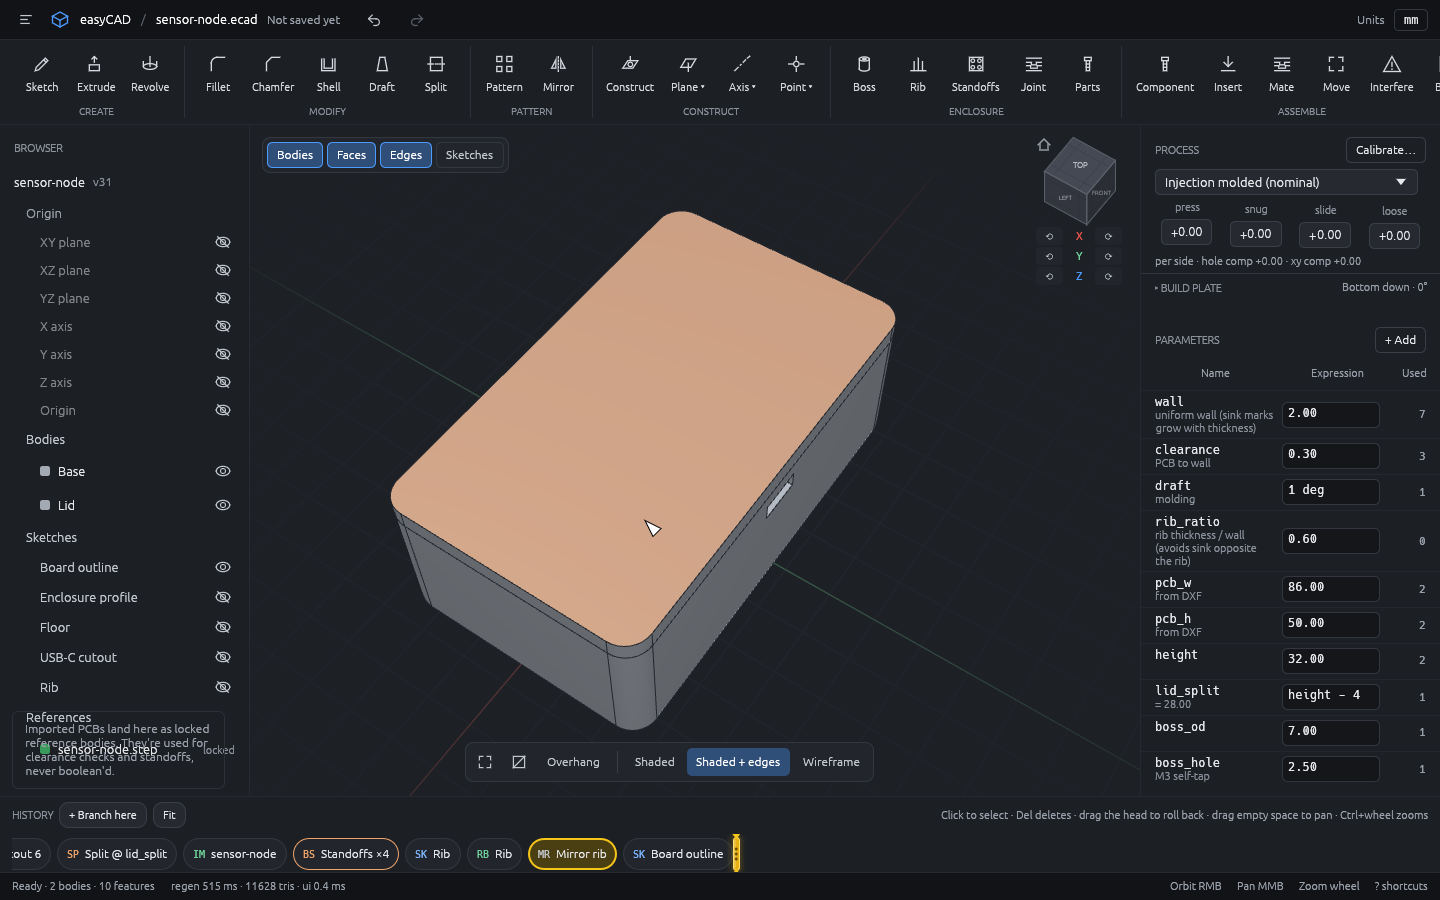 easyCAD / sensor-node.ecad Not saved yet
Units mm
Sketch Extrude Revolve Fillet Chamfer Shell Draft Split Pattern Mirror Construct Plane▾ Axis▾ Point▾ Boss Rib Standoffs Joint Parts Component Insert Mate Move Interfere
CREATE MODIFY PATTERN CONSTRUCT ENCLOSURE ASSEMBLE
BROWSER
sensor-node v31
Origin
XY plane
XZ plane
YZ plane
X axis
Y axis
Z axis
Origin
Bodies
Base
Lid
Sketches
Board outline
Enclosure profile
Floor
USB-C cutout
Rib
References
sensor-node.step locked
Imported PCBs land here as locked
reference bodies. They're used for
clearance checks and standoffs,
never boolean'd.
Bodies Faces Edges Sketches
TOP
LEFT FRONT
X
Y
Z
Overhang Shaded Shaded + edges Wireframe
PROCESS Calibrate…
Injection molded (nominal)
press snug slide loose
+0.00 +0.00 +0.00 +0.00
per side · hole comp +0.00 · xy comp +0.00
▸ BUILD PLATE Bottom down · 0°
PARAMETERS + Add
Name Expression Used
wall 2.00 7
uniform wall (sink marks
grow with thickness)
clearance 0.30 3
PCB to wall
draft 1 deg 1
molding
rib_ratio 0.60 0
rib thickness / wall
(avoids sink opposite
the rib)
pcb_w 86.00 2
from DXF
pcb_h 50.00 2
from DXF
height 32.00 2
lid_split height − 4 1
= 28.00
boss_od 7.00 1
boss_hole 2.50 1
M3 self-tap
HISTORY + Branch here Fit
Click to select · Del deletes · drag the head to roll back · drag empty space to pan · Ctrl+wheel zooms
out 6 SP Split @ lid_split IM sensor-node BS Standoffs ×4 SK Rib RB Rib MR Mirror rib SK Board outline
Ready · 2 bodies · 10 features regen 515 ms · 11628 tris · ui 0.4 ms
Orbit RMB Pan MMB Zoom wheel ? shortcuts